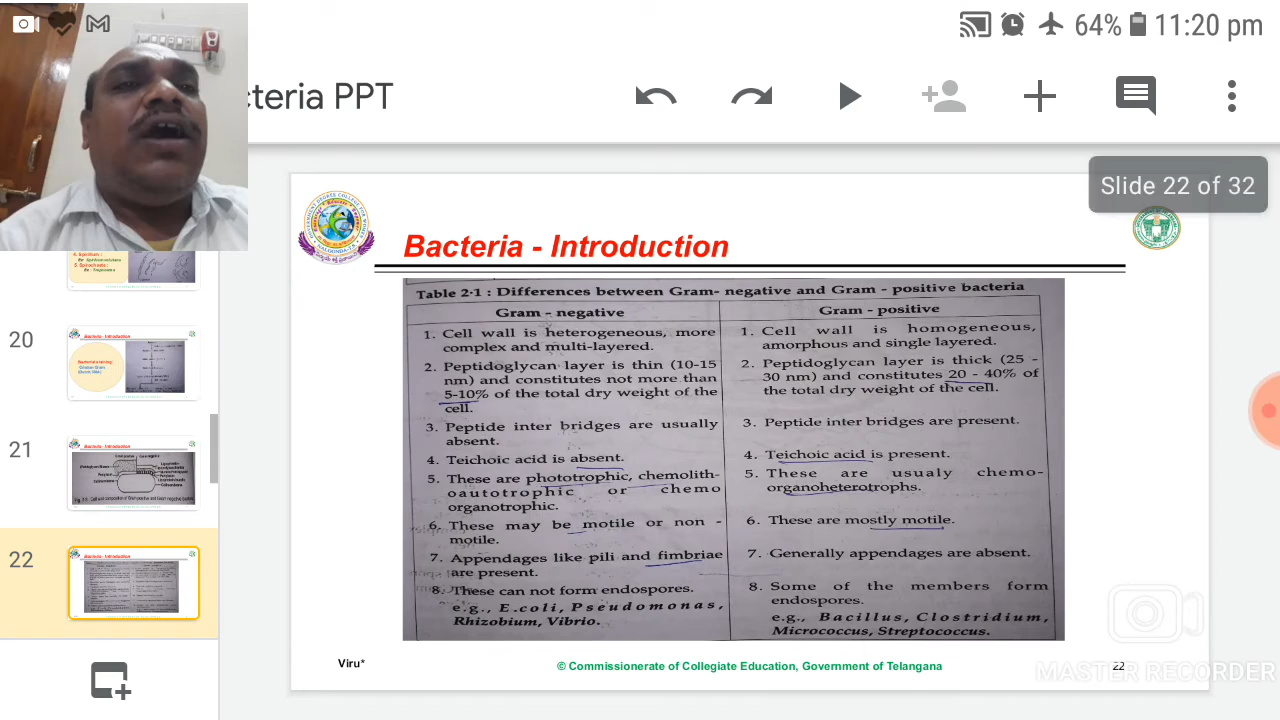 64% 11:20 pm
cteria PPT
Slide 22 of 32
Bacteria - Introduction
Table 2·1 : Differences between Gram- negative and Gram - positive bacteria
Gram - negative
1. Cell wall is heterogeneous, more
complex and multi-layered.
2. Peptidoglycan layer is thin (10-15
nm) and constitutes not more than
5-10% of the total dry weight of the
cell.
3. Peptide inter bridges are usually
absent.
4. Teichoic acid is absent.
5. These are phototrophic, chemolith-
oautotrophic or chemo
organotrophic.
6. These may be motile or non -
motile.
7. Appendages like pili and fimbriae
are present.
8. These cannot form endospores.
e.g., E.coli, Pseudomonas,
Rhizobium, Vibrio.
Gram - positive
1. Cell wall is homogeneous,
amorphous and single layered.
2. Peptidoglycan layer is thick (25 -
30 nm) and constitutes 20 - 40% of
the total dry weight of the cell.
3. Peptide inter bridges are present.
4. Teichoic acid is present.
5. These are usualy chemo-
organoheterotrophs.
6. These are mostly motile.
7. Generally appendages are absent.
8. Some of the members form
endospores.
e.g., Bacillus, Clostridium,
Micrococcus, Streptococcus.
Viru*
© Commissionerate of Collegiate Education, Government of Telangana
22
MASTER RECORDER
20
Bacteria - Introduction
21
Bacteria - Introduction
22
Bacteria - Introduction